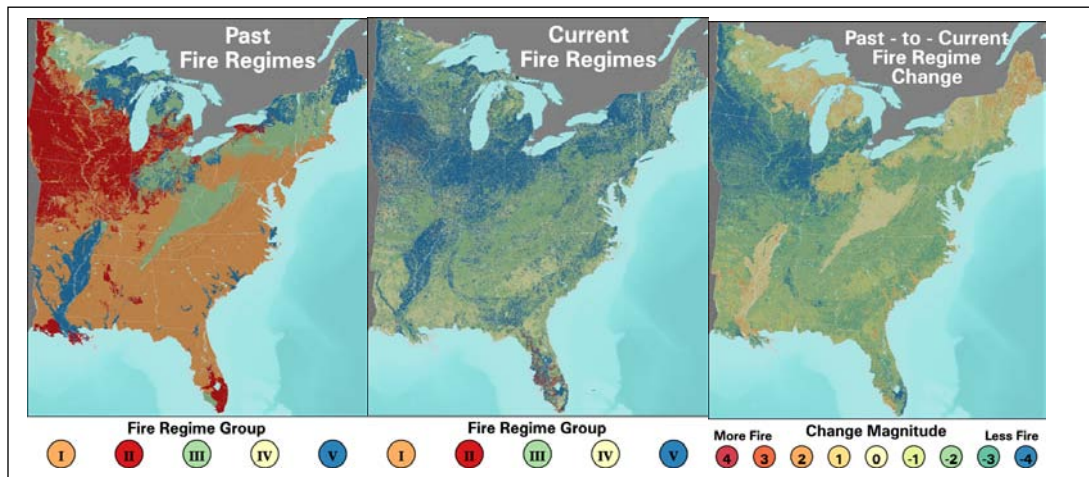 Past
Fire Regimes
Current
Fire Regimes
Past - to - Current
Fire Regime
Change
Fire Regime Group
I
II
III
IV
V
Fire Regime Group
I
II
III
IV
V
More Fire
Change Magnitude
Less Fire
4
3
2
1
0
-1
-2
-3
-4